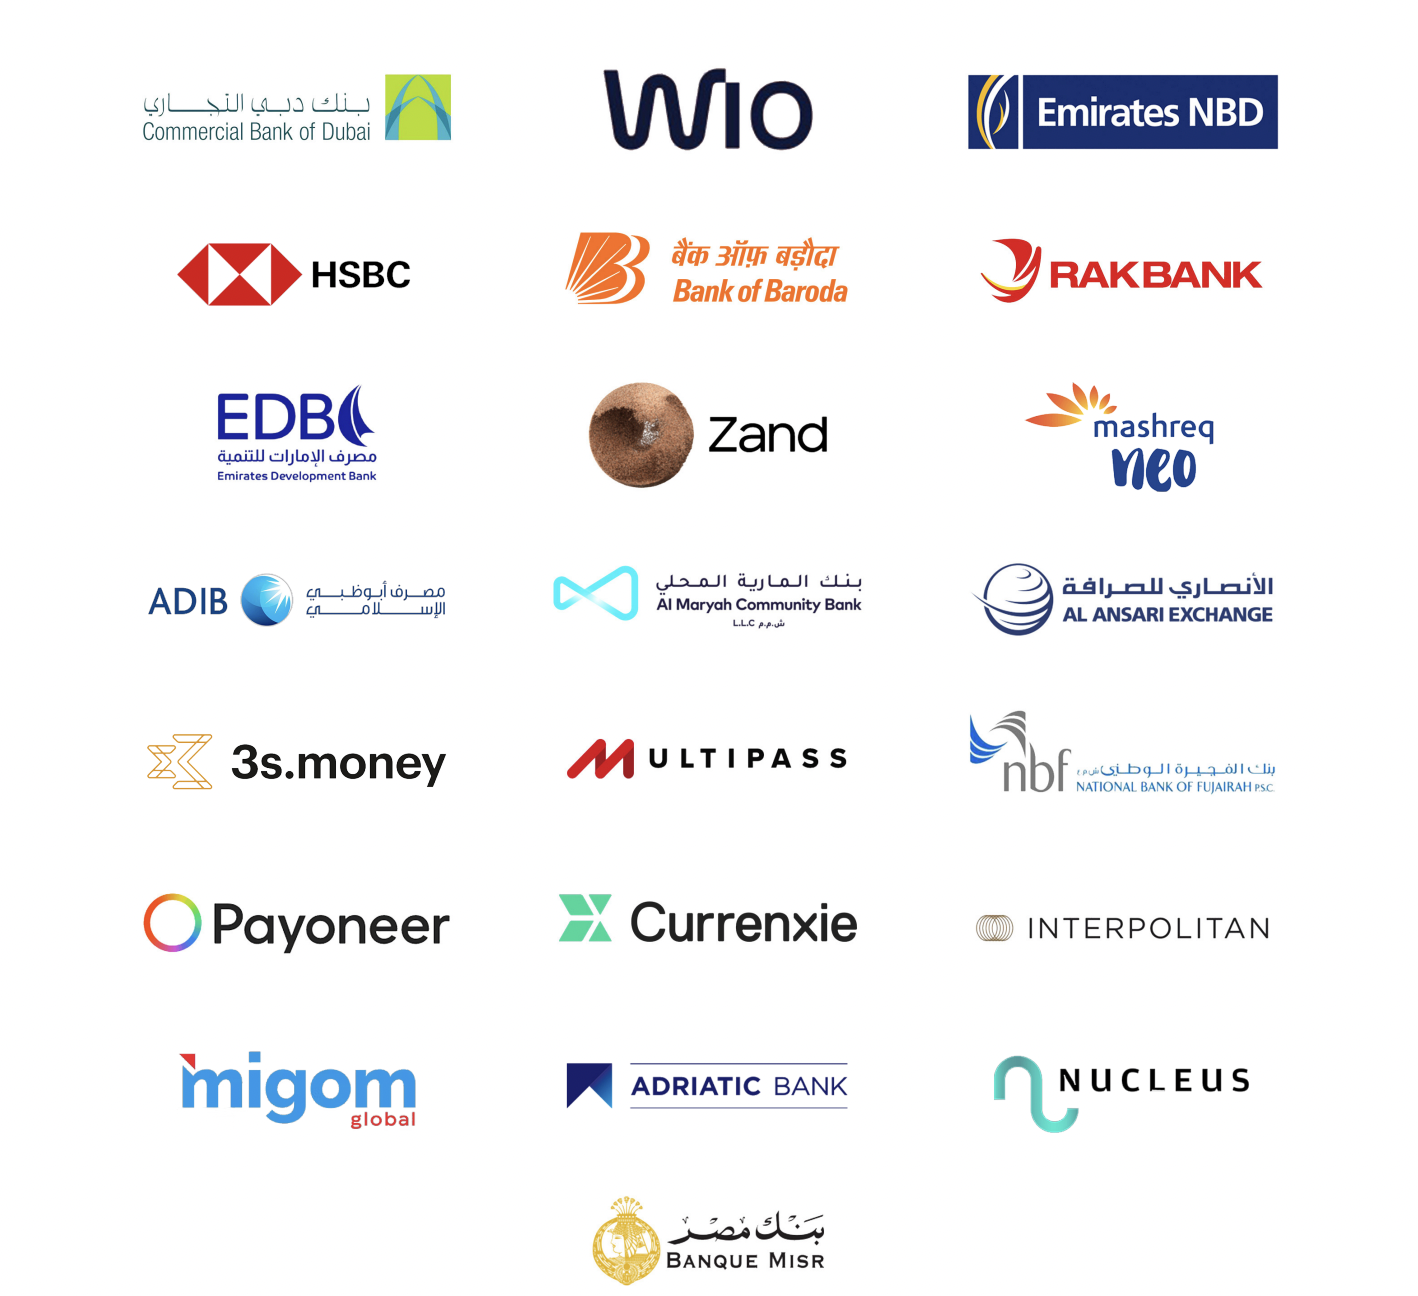 بنك دبي التجاري
Commercial Bank of Dubai
WIO
Emirates NBD
HSBC
बैंक ऑफ़ बड़ौदा
Bank of Baroda
RAKBANK
EDB
مصرف الإمارات للتنمية
Emirates Development Bank
Zand
mashreq
neo
ADIB
مصرف أبوظبي
الإسلامي
بنك المارية المحلي
Al Maryah Community Bank
L.L.C ش.م.م
الأنصاري للصرافة
AL ANSARI EXCHANGE
3s.money
MULTIPASS
nbf
بنك الفجيرة الوطني ش م ع
NATIONAL BANK OF FUJAIRAH PSC
Payoneer
Currenxie
INTERPOLITAN
migom
global
ADRIATIC BANK
NUCLEUS
بنك مصر
BANQUE MISR